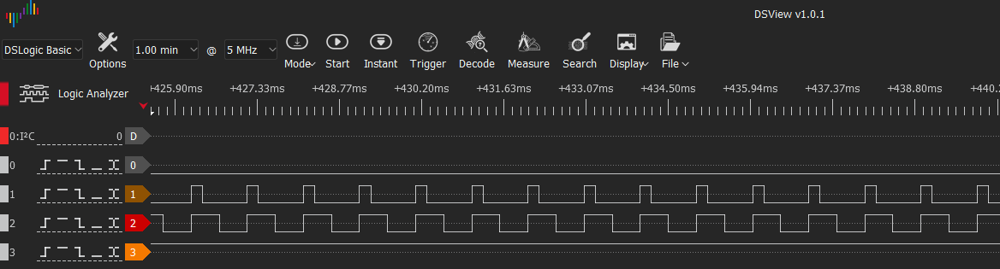 DSView v1.0.1
DSLogic Basic 1.00 min @ 5 MHz
Options Mode Start Instant Trigger Decode Measure Search Display File
Logic Analyzer
+425.90ms +427.33ms +428.77ms +430.20ms +431.63ms +433.07ms +434.50ms +435.94ms +437.37ms +438.80ms +440.2
0:I²C 0 D
0 0
1 1
2 2
3 3